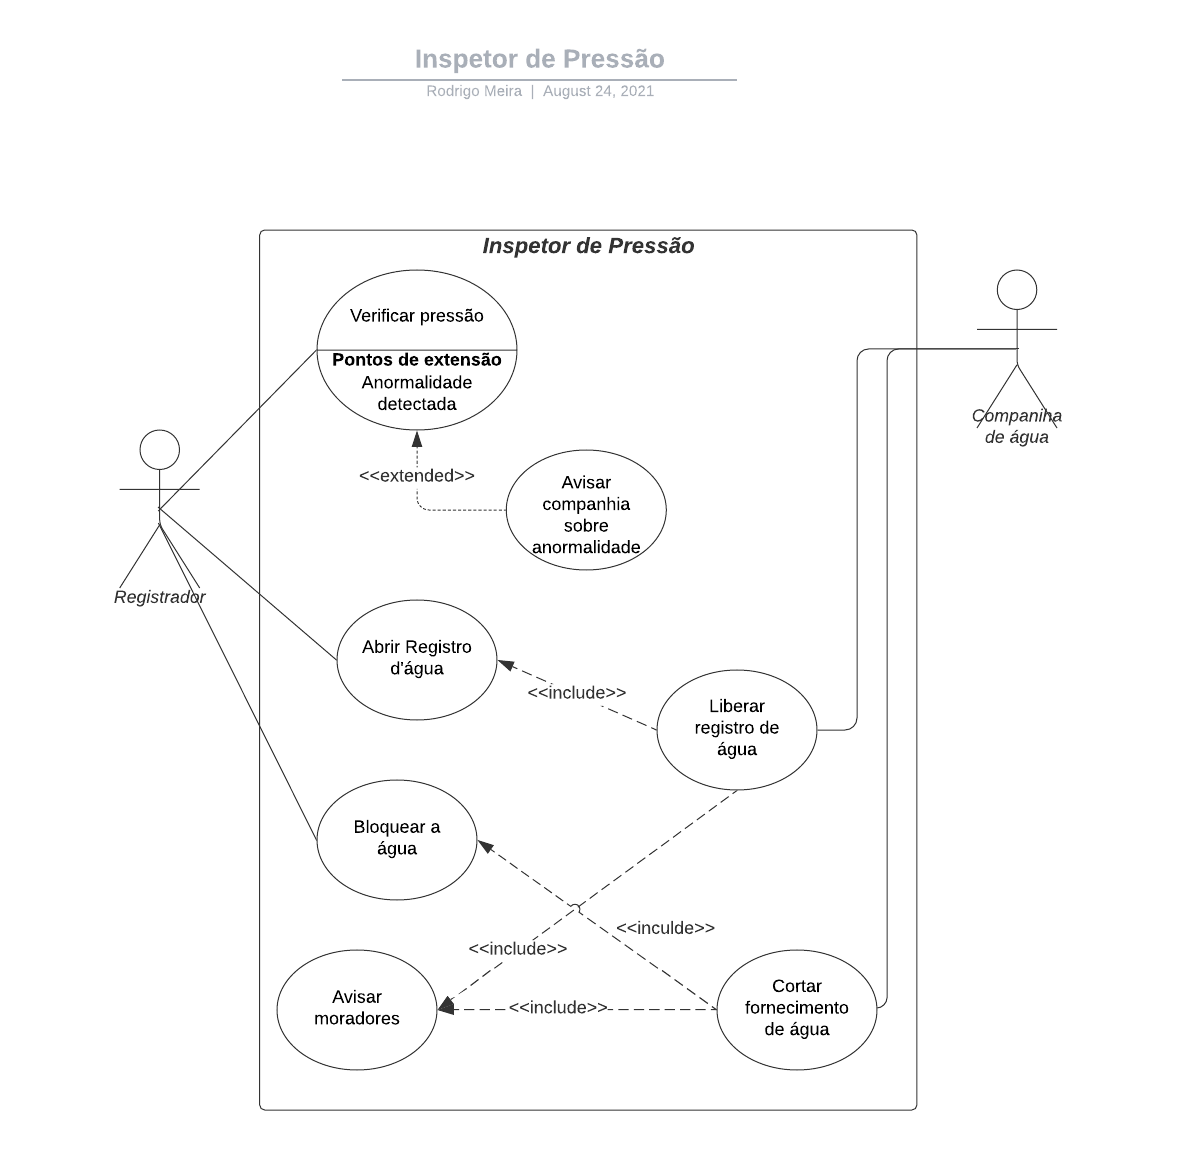 Inspetor de Pressão
Rodrigo Meira | August 24, 2021
Inspetor de Pressão
Verificar pressão
Pontos de extensão
Anormalidade
detectada
Companiha
de água
<<extended>>
Avisar
companhia
sobre
anormalidade
Registrador
Abrir Registro
d'água
<<include>>
Liberar
registro de
água
Bloquear a
água
<<inculde>>
<<include>>
Avisar
moradores
<<include>>
Cortar
fornecimento
de água